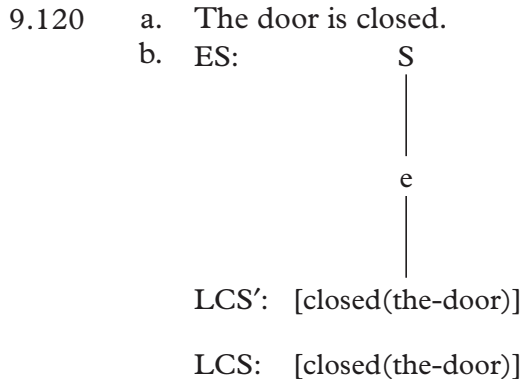 9.120 a. The door is closed.
b. ES: S
e
LCS′: [closed(the-door)]
LCS: [closed(the-door)]